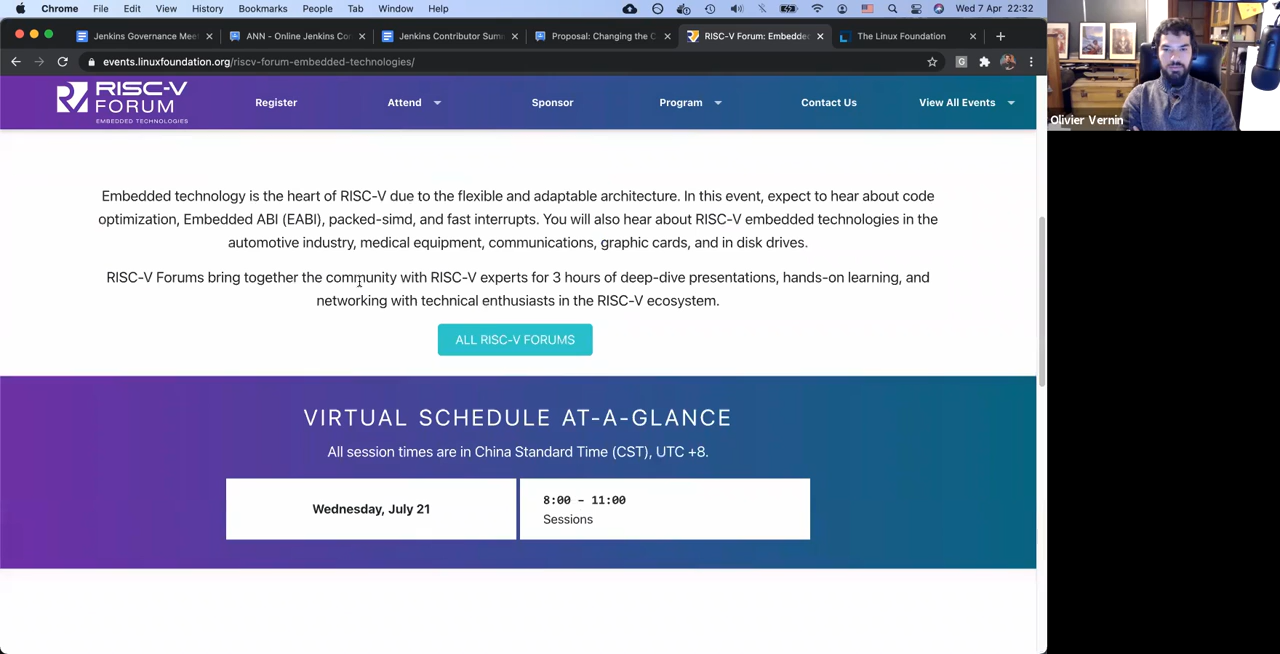 Chrome File Edit View History Bookmarks People Tab Window Help Wed 7 Apr 22:32
Jenkins Governance Mee ANN - Online Jenkins Co Jenkins Contributor Sum Proposal: Changing the C RISC-V Forum: Embedde The Linux Foundation
events.linuxfoundation.org/riscv-forum-embedded-technologies/
RISC-V
FORUM
EMBEDDED TECHNOLOGIES
Register Attend Sponsor Program Contact Us View All Events
Olivier Vernin
Embedded technology is the heart of RISC-V due to the flexible and adaptable architecture. In this event, expect to hear about code
optimization, Embedded ABI (EABI), packed-simd, and fast interrupts. You will also hear about RISC-V embedded technologies in the
automotive industry, medical equipment, communications, graphic cards, and in disk drives.
RISC-V Forums bring together the community with RISC-V experts for 3 hours of deep-dive presentations, hands-on learning, and
networking with technical enthusiasts in the RISC-V ecosystem.
ALL RISC-V FORUMS
VIRTUAL SCHEDULE AT-A-GLANCE
All session times are in China Standard Time (CST), UTC +8.
Wednesday, July 21
8:00 – 11:00
Sessions